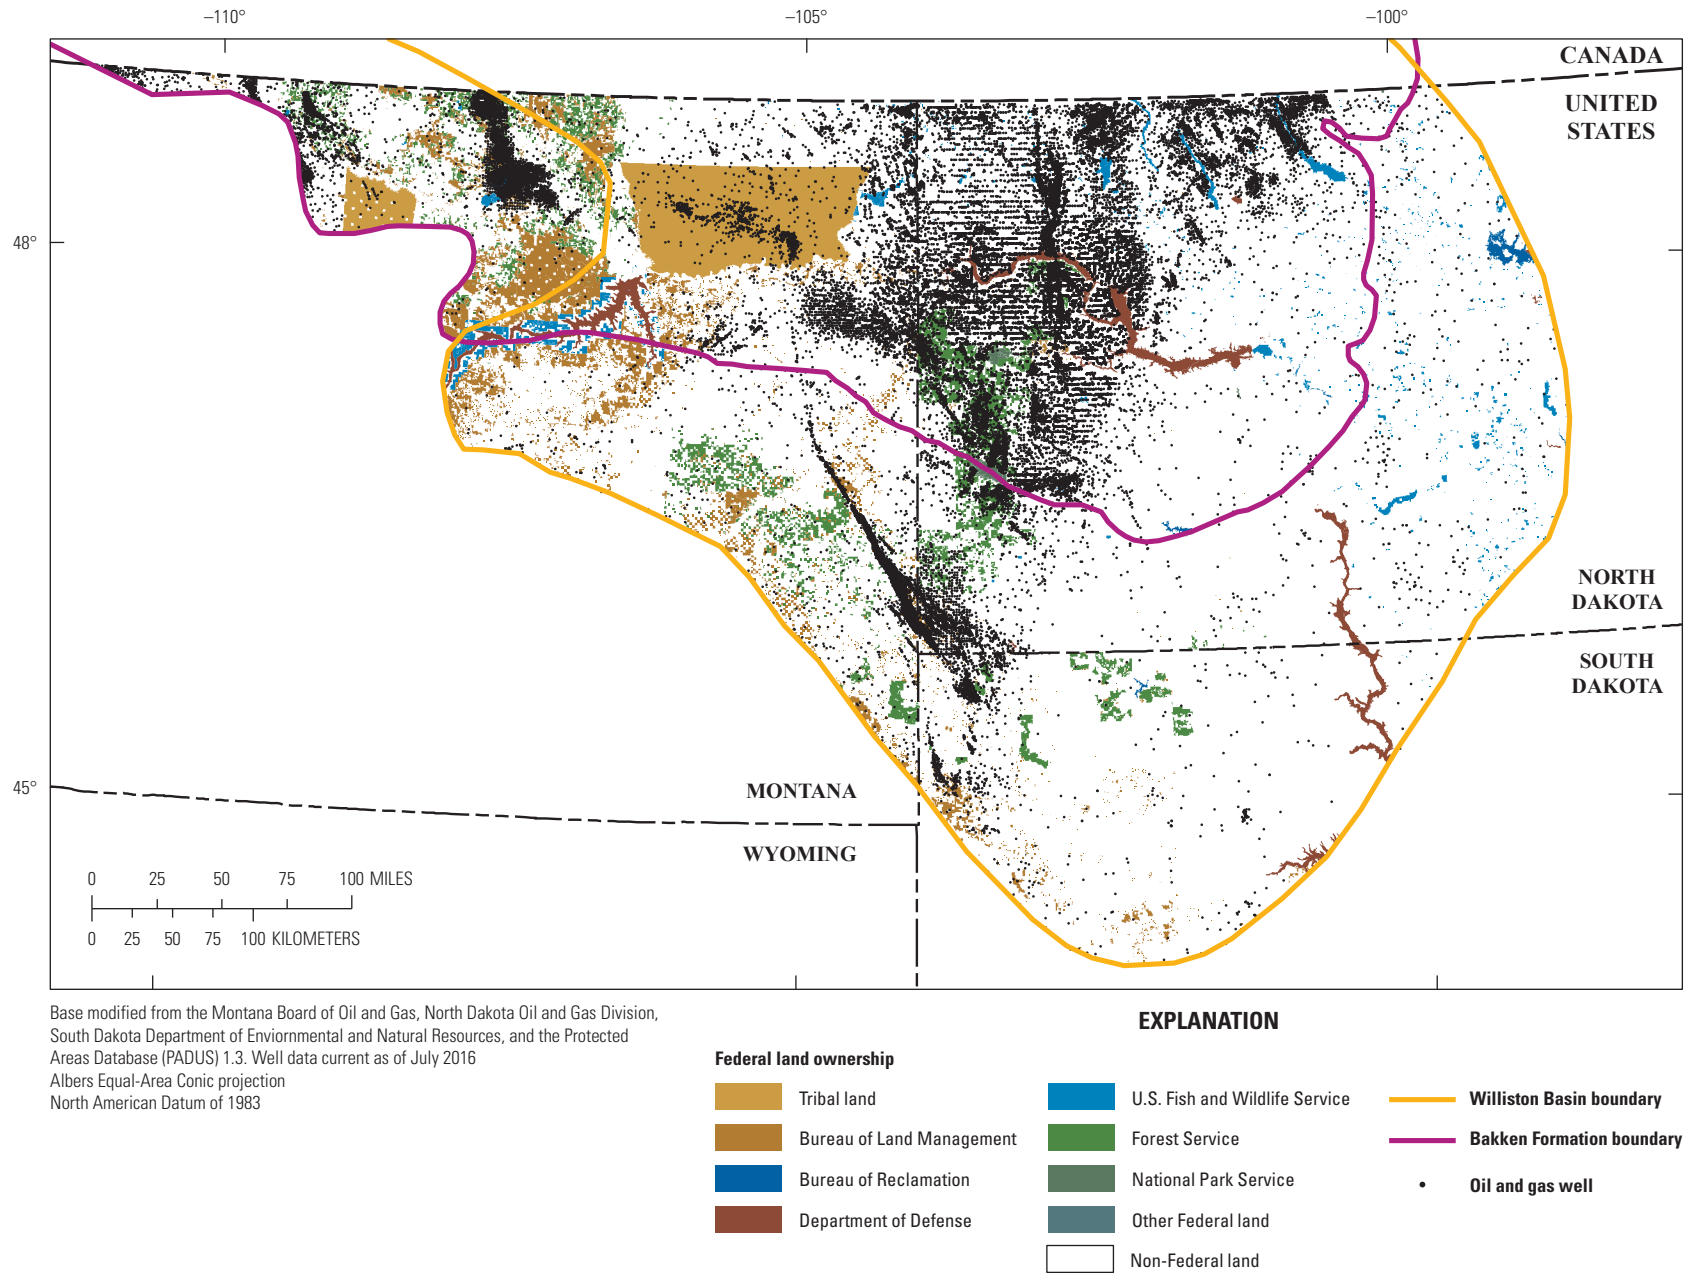 –110°
–105°
–100°
CANADA
UNITED
STATES
48°
NORTH
DAKOTA
SOUTH
DAKOTA
45°
MONTANA
WYOMING
0 25 50 75 100 MILES
0 25 50 75 100 KILOMETERS
Base modified from the Montana Board of Oil and Gas, North Dakota Oil and Gas Division,
South Dakota Department of Enviornmental and Natural Resources, and the Protected
Areas Database (PADUS) 1.3. Well data current as of July 2016
Albers Equal-Area Conic projection
North American Datum of 1983
EXPLANATION
Federal land ownership
Tribal land
Bureau of Land Management
Bureau of Reclamation
Department of Defense
U.S. Fish and Wildlife Service
Forest Service
National Park Service
Other Federal land
Non-Federal land
Williston Basin boundary
Bakken Formation boundary
Oil and gas well